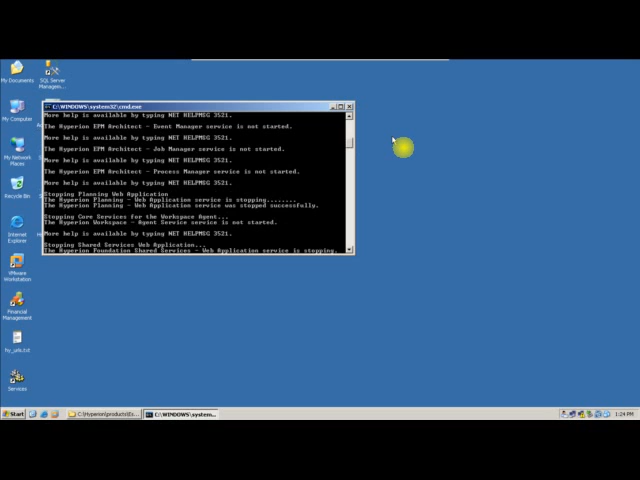 My Documents
SQL Server
Managem...
My Computer
My Network
Places
Recycle Bin
Internet
Explorer
VMware
Workstation
Financial
Management
hy_urls.txt
Services
C:\WINDOWS\system32\cmd.exe
More help is available by typing NET HELPMSG 3521.
The Hyperion EPM Architect - Event Manager service is not started.
More help is available by typing NET HELPMSG 3521.
The Hyperion EPM Architect - Job Manager service is not started.
More help is available by typing NET HELPMSG 3521.
The Hyperion EPM Architect - Process Manager service is not started.
More help is available by typing NET HELPMSG 3521.
Stopping Planning Web Application
The Hyperion Planning - Web Application service is stopping........
The Hyperion Planning - Web Application service was stopped successfully.
Stopping Core Services for the Workspace Agent...
The Hyperion Workspace - Agent Service service is not started.
More help is available by typing NET HELPMSG 3521.
Stopping Shared Services Web Application...
The Hyperion Foundation Shared Services - Web Application service is stopping.
Start
C:\Hyperion\products\Es...
C:\WINDOWS\system...
1:24 PM